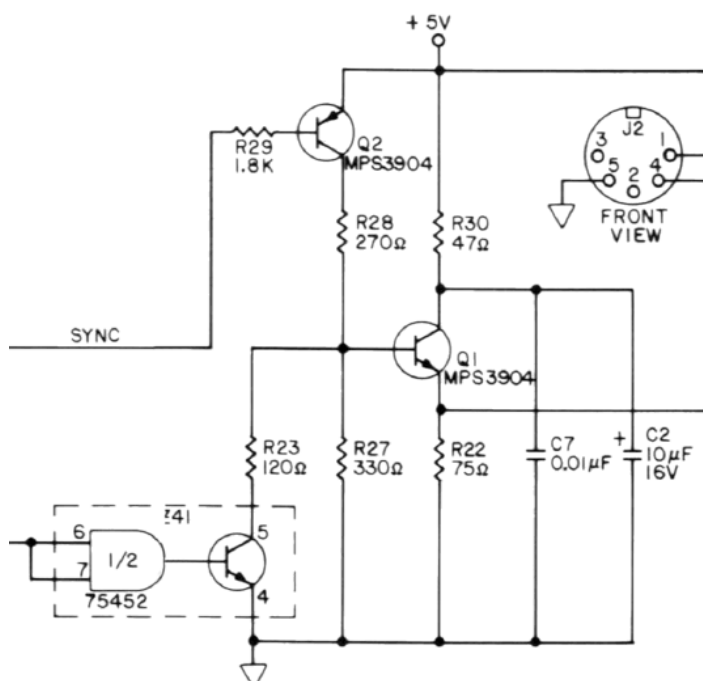 +5V
J2
3
1
5
4
2
FRONT
VIEW
R29
1.8K
Q2
MPS3904
R28
270Ω
R30
47Ω
SYNC
Q1
MPS3904
R23
120Ω
R27
330Ω
R22
75Ω
C7
0.01µF
+
C2
10µF
16V
41
6
7
1/2
5
4
75452